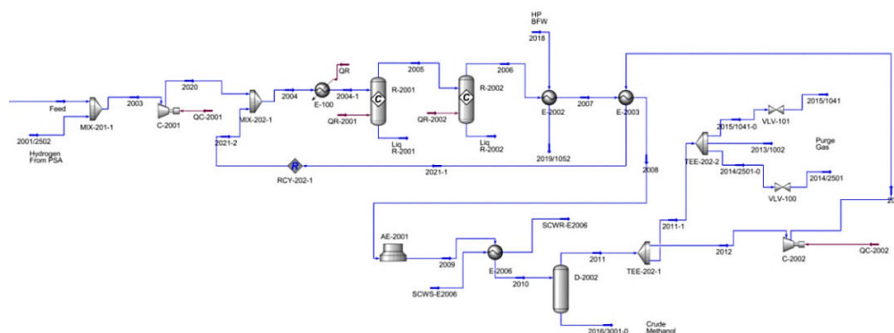 HP
BFW
2018
QR
2005
2006
R-2001
R-2002
2020
2004
2004-1
E-100
Feed
2003
MIX-201-1
C-2001
QC-2001
MIX-202-1
QR-2001
QR-2002
E-2002
2007
E-2003
2001/2502
Hydrogen
From PSA
2021-2
Liq
R-2001
Liq
R-2002
2019/1052
RCY-202-1
2021-1
2008
2015/1041-0
VLV-101
2015/1041
TEE-202-2
2013/1002
Purge
Gas
2014/2501-0
2014/2501
VLV-100
2011-1
AE-2001
SCWR-E2006
2009
E-2006
SCWS-E2006
2010
2011
D-2002
TEE-202-1
2012
C-2002
QC-2002
2016/3001-0
Crude
Methanol